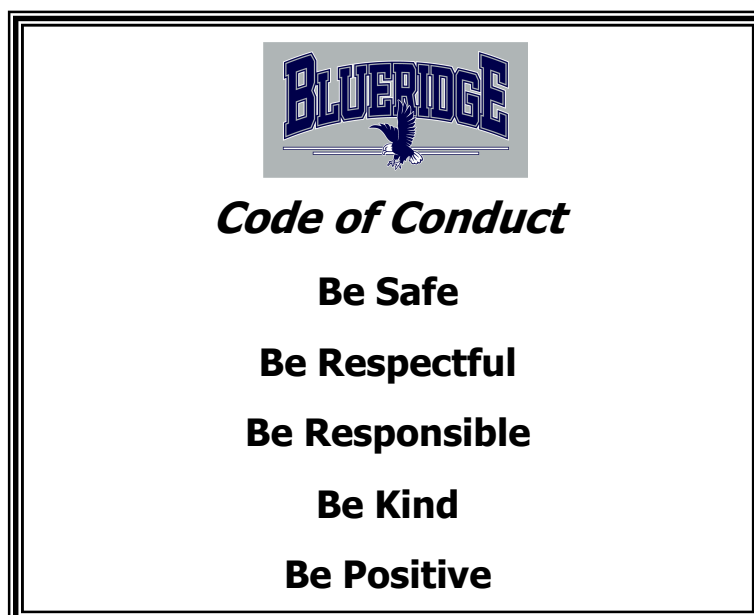 BLUERIDGE
Code of Conduct
Be Safe
Be Respectful
Be Responsible
Be Kind
Be Positive